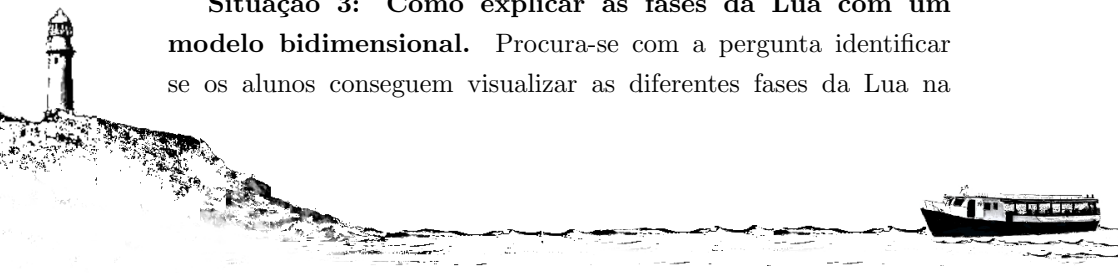 Situação 3: Como explicar as fases da Lua com um
modelo bidimensional. Procura-se com a pergunta identificar
se os alunos conseguem visualizar as diferentes fases da Lua na